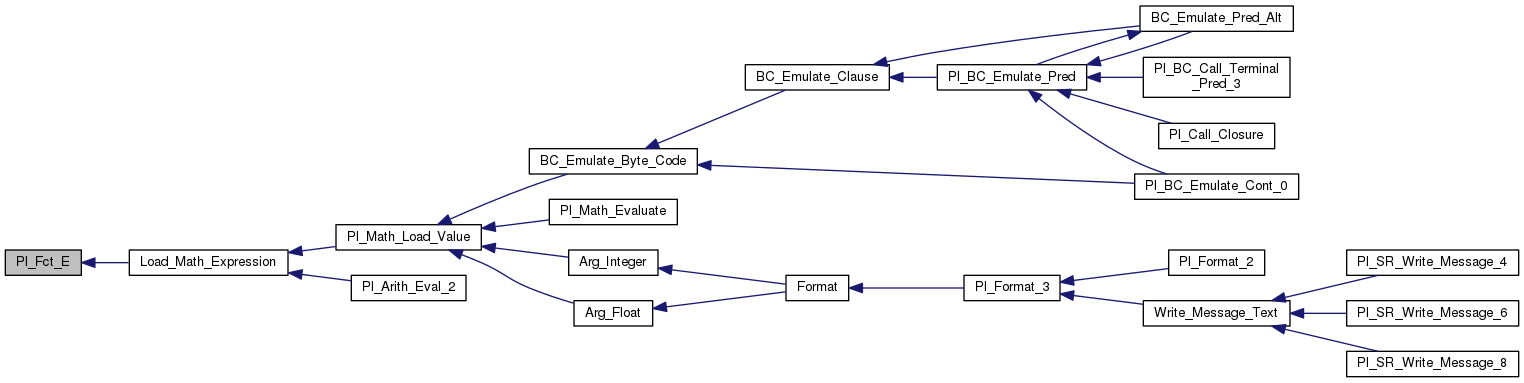 BC_Emulate_Pred_Alt
BC_Emulate_Clause
Pl_BC_Emulate_Pred
Pl_BC_Call_Terminal
_Pred_3
Pl_Call_Closure
BC_Emulate_Byte_Code
Pl_BC_Emulate_Cont_0
Pl_Math_Evaluate
Pl_Math_Load_Value
Pl_Fct_E
Load_Math_Expression
Arg_Integer
Pl_Format_2
Pl_SR_Write_Message_4
Pl_Arith_Eval_2
Format
Pl_Format_3
Arg_Float
Write_Message_Text
Pl_SR_Write_Message_6
Pl_SR_Write_Message_8